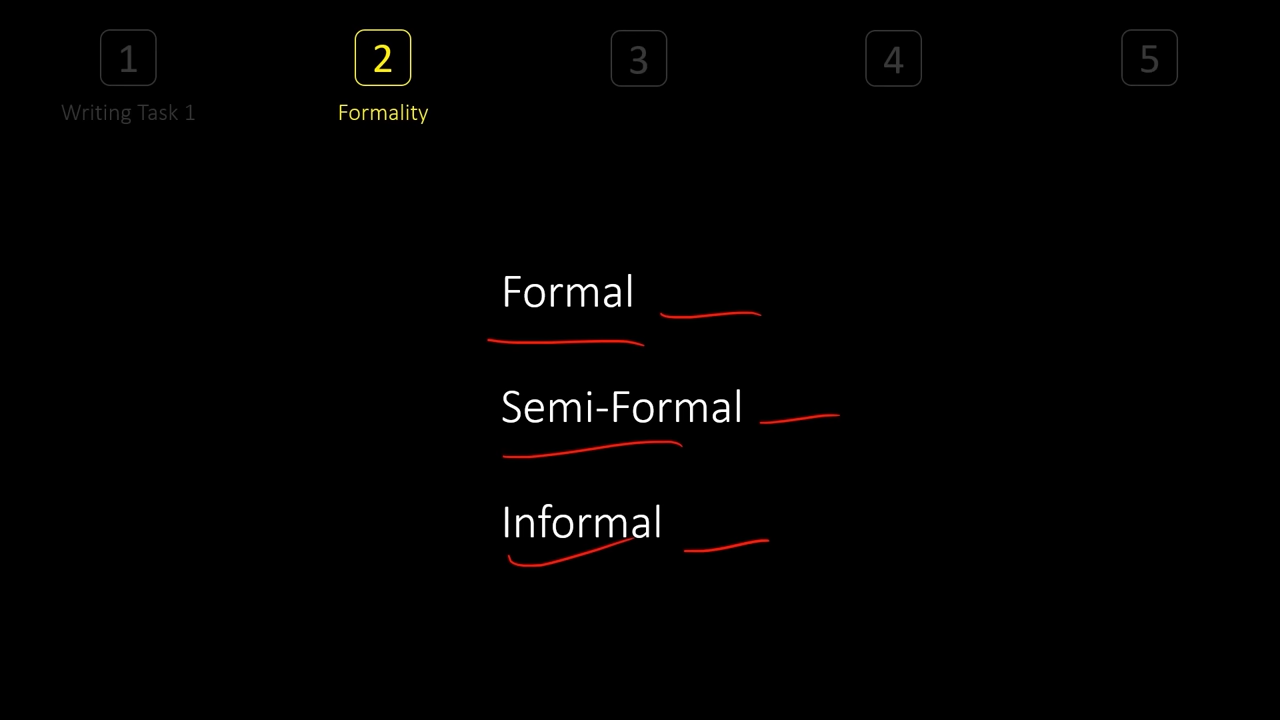 1
2
3
4
5
Writing Task 1
Formality
Formal
Semi-Formal
Informal